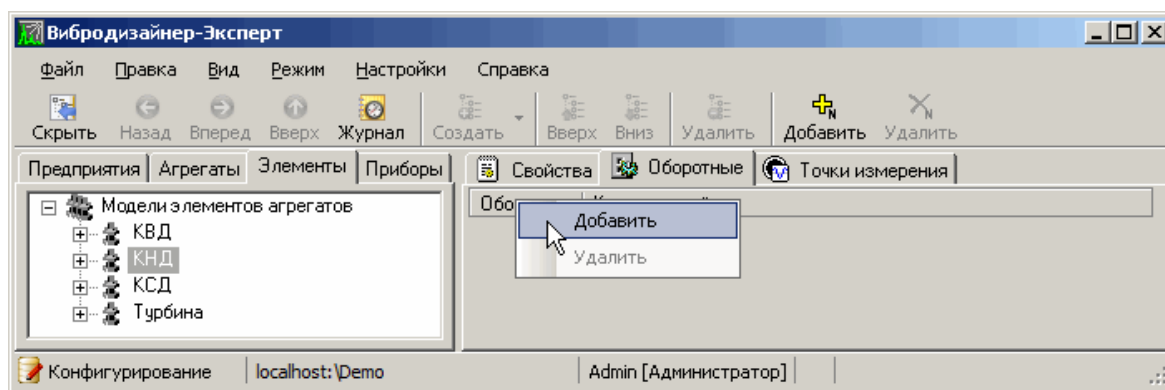 Вибродизайнер-Эксперт
Файл Правка Вид Режим Настройки Справка
Скрыть Назад Вперед Вверх Журнал Создать Вверх Вниз Удалить Добавить Удалить
Предприятия Агрегаты Элементы Приборы Свойства Оборотные Точки измерения
Модели элементов агрегатов
КВД
КНД
КСД
Турбина
Добавить
Удалить
Конфигурирование localhost:\Demo Admin [Администратор]